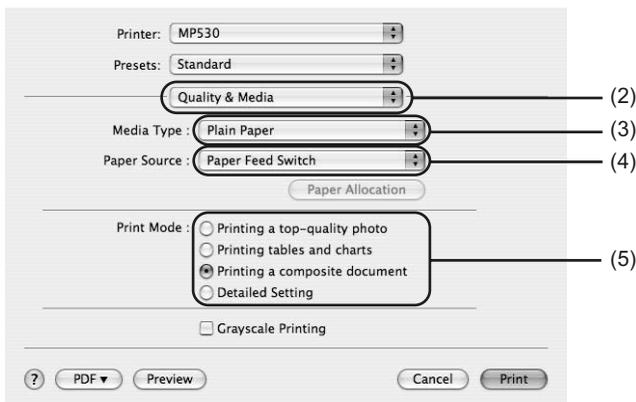 Printer: MP530
Presets: Standard
Quality & Media (2)
Media Type : Plain Paper (3)
Paper Source : Paper Feed Switch (4)
Paper Allocation
Print Mode : Printing a top-quality photo
Printing tables and charts
Printing a composite document (5)
Detailed Setting
Grayscale Printing
? PDF▼ Preview Cancel Print